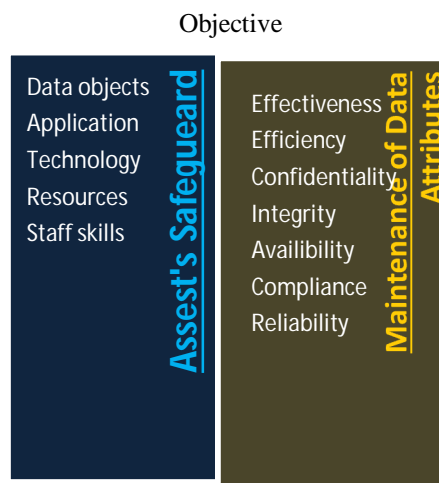 Objective
Data objects
Application
Technology
Resources
Staff skills
Assest's Safegueard
Effectiveness
Efficiency
Confidentiality
Integrity
Availibility
Compliance
Reliability
Maintenance of Data
Attributes